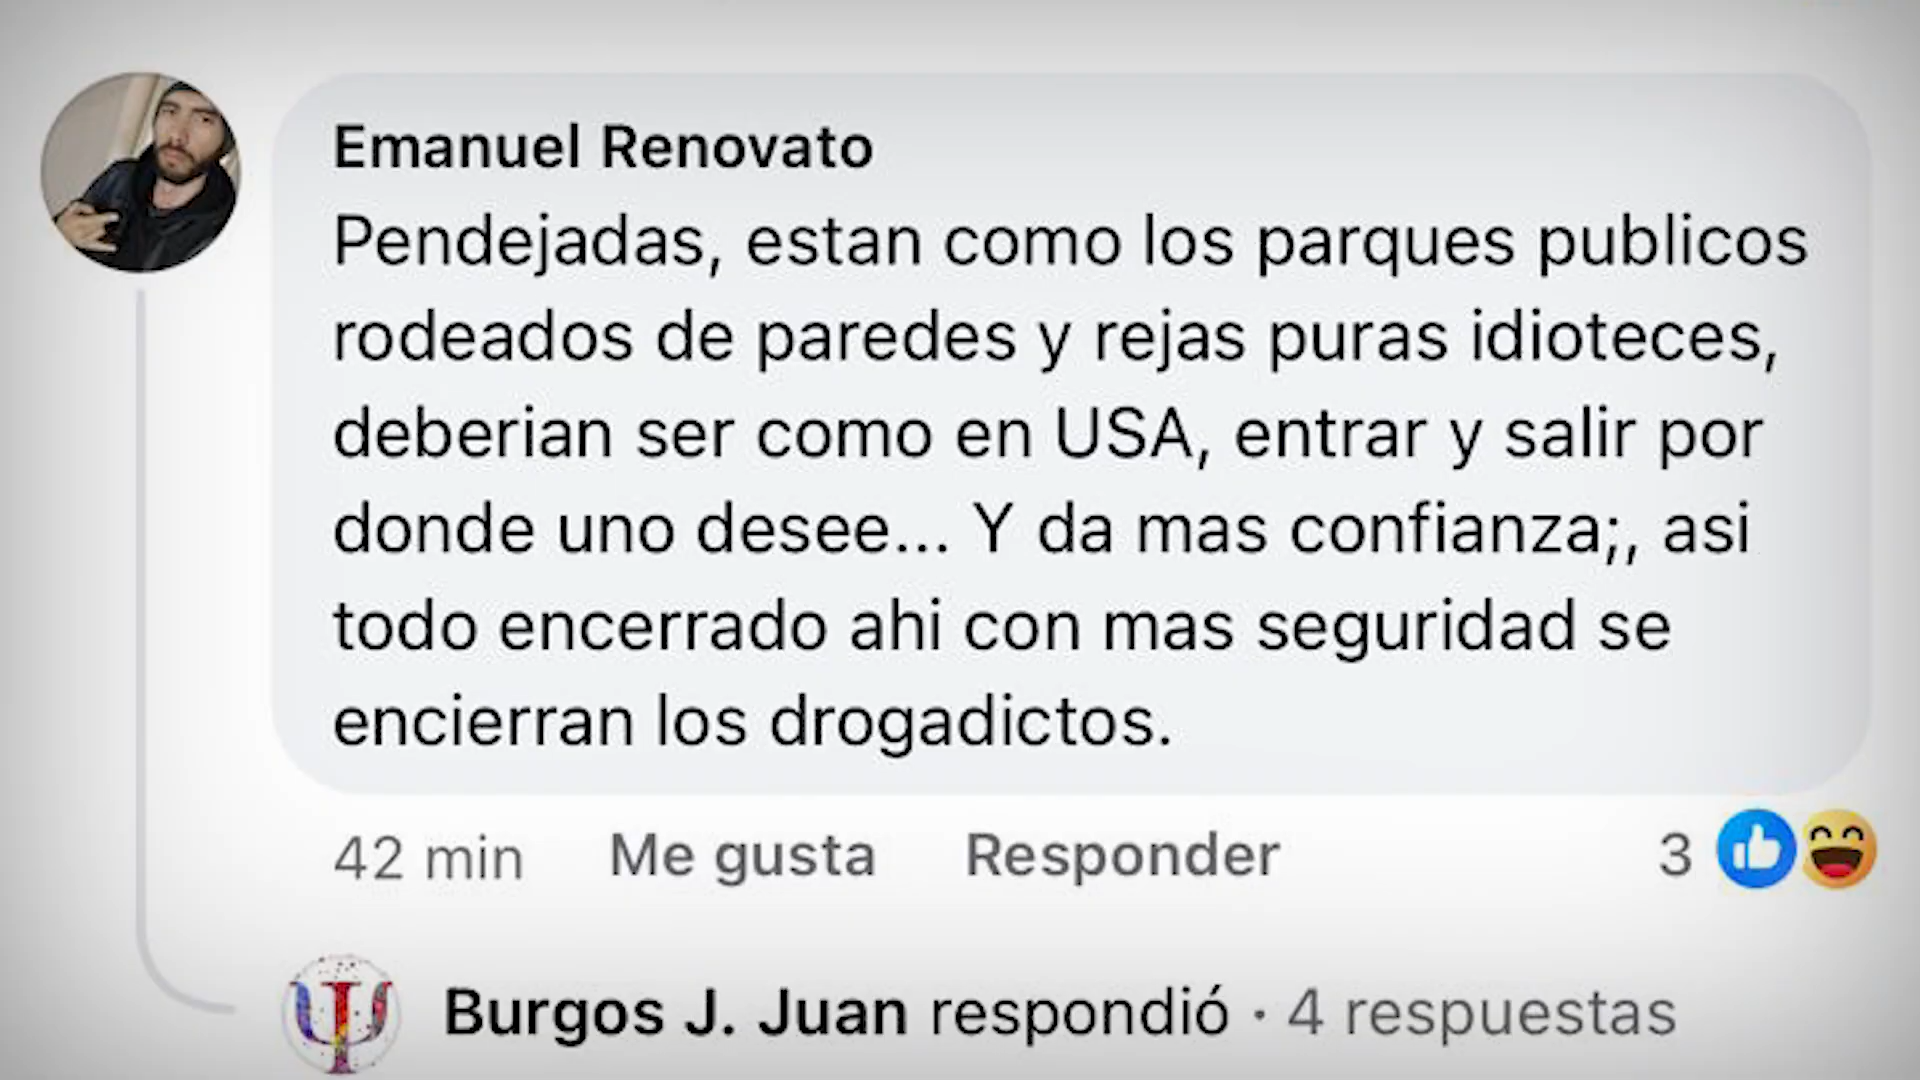 Emanuel Renovato
Pendejadas, estan como los parques publicos
rodeados de paredes y rejas puras idioteces,
deberian ser como en USA, entrar y salir por
donde uno desee... Y da mas confianza;, asi
todo encerrado ahi con mas seguridad se
encierran los drogadictos.
42 min Me gusta Responder 3
Burgos J. Juan respondió · 4 respuestas